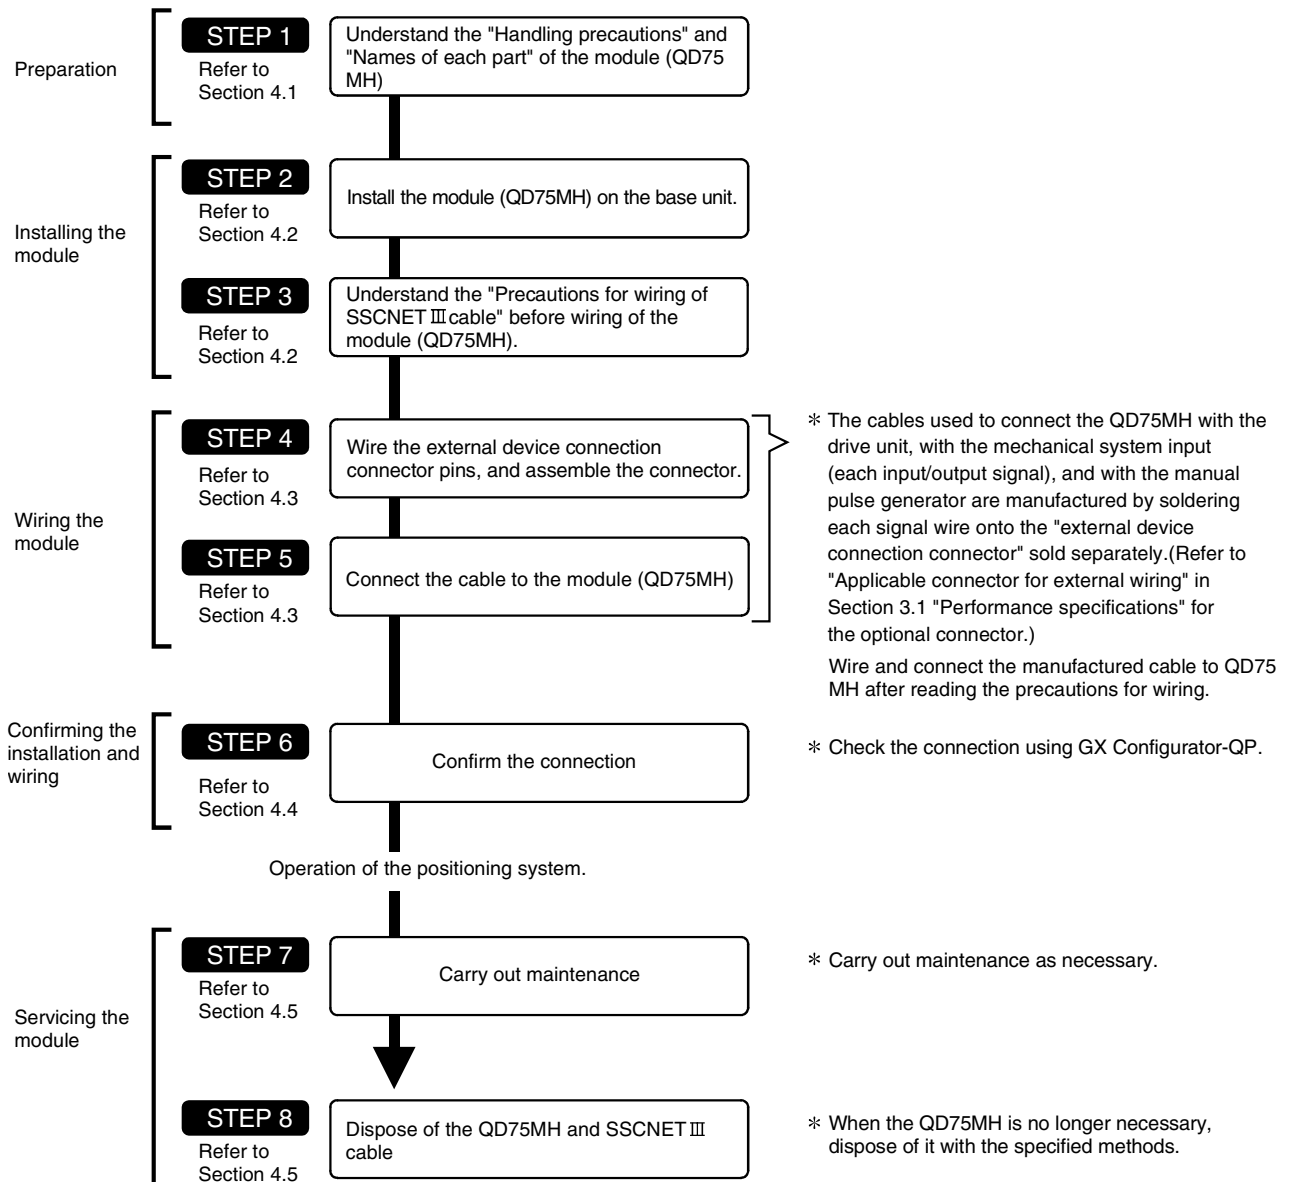 Preparation
STEP 1
Refer to
Section 4.1
Understand the "Handling precautions" and
"Names of each part" of the module (QD75
MH)
Installing the
module
STEP 2
Refer to
Section 4.2
Install the module (QD75MH) on the base unit.
STEP 3
Refer to
Section 4.2
Understand the "Precautions for wiring of
SSCNETⅢcable" before wiring of the
module (QD75MH).
Wiring the
module
STEP 4
Refer to
Section 4.3
Wire the external device connection
connector pins, and assemble the connector.
STEP 5
Refer to
Section 4.3
Connect the cable to the module (QD75MH)
* The cables used to connect the QD75MH with the
drive unit, with the mechanical system input
(each input/output signal), and with the manual
pulse generator are manufactured by soldering
each signal wire onto the "external device
connection connector" sold separately.(Refer to
"Applicable connector for external wiring" in
Section 3.1 "Performance specifications" for
the optional connector.)
Wire and connect the manufactured cable to QD75
MH after reading the precautions for wiring.
Confirming the
installation and
wiring
STEP 6
Refer to
Section 4.4
Confirm the connection
* Check the connection using GX Configurator-QP.
Operation of the positioning system.
Servicing the
module
STEP 7
Refer to
Section 4.5
Carry out maintenance
* Carry out maintenance as necessary.
STEP 8
Refer to
Section 4.5
Dispose of the QD75MH and SSCNETⅢ
cable
* When the QD75MH is no longer necessary,
dispose of it with the specified methods.